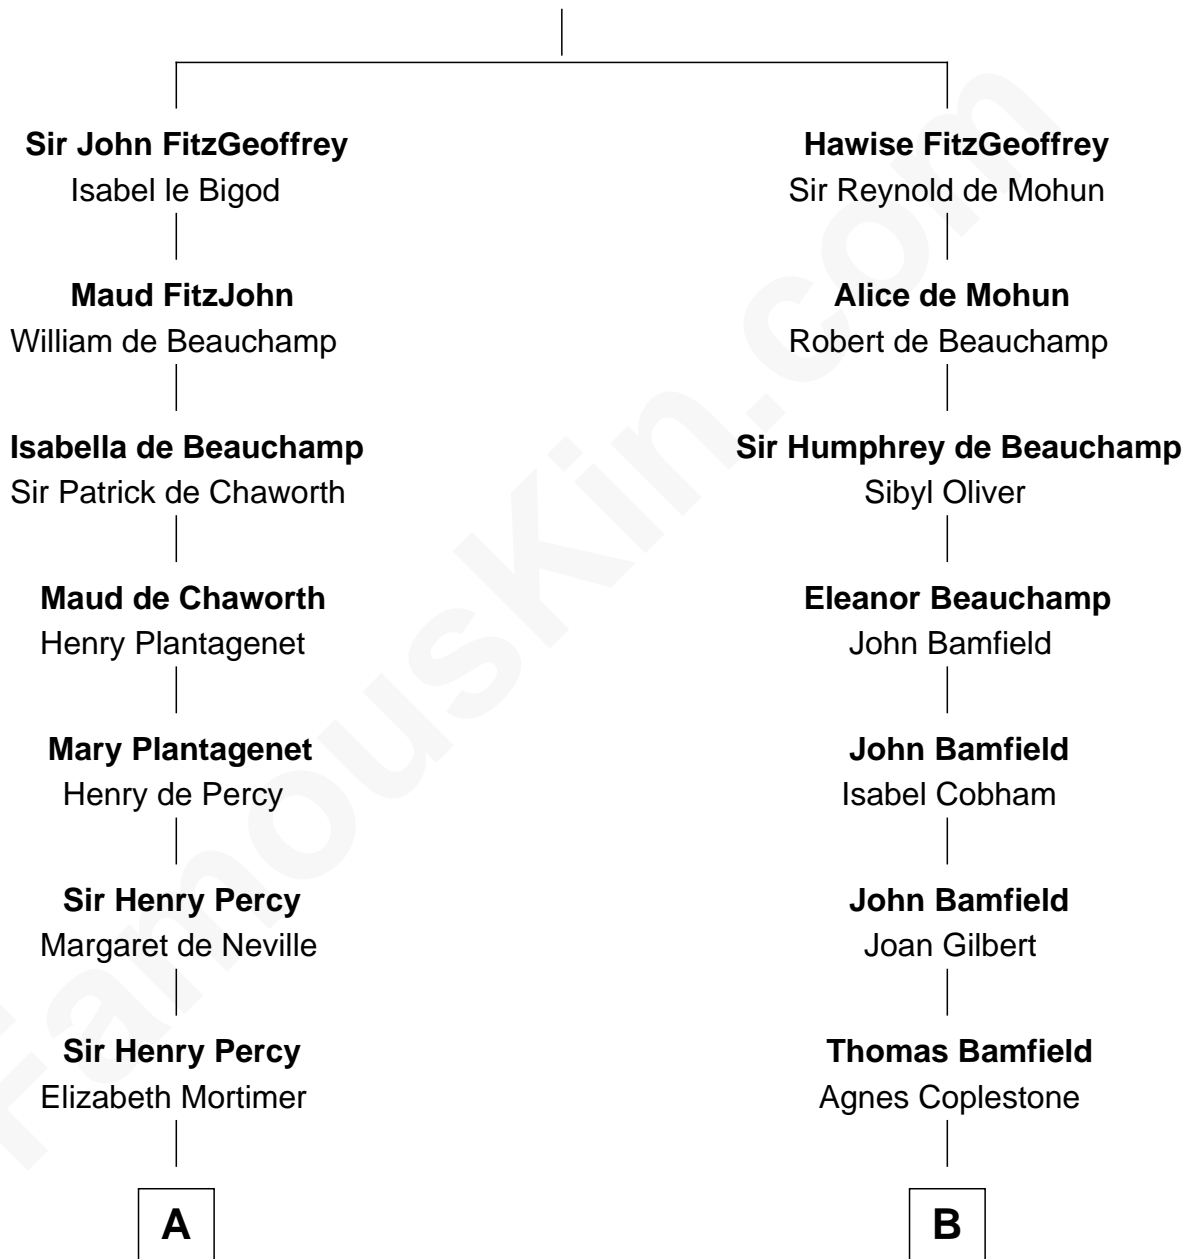 Sir John FitzGeoffrey
Isabel le Bigod
Maud FitzJohn
William de Beauchamp
Isabella de Beauchamp
Sir Patrick de Chaworth
Maud de Chaworth
Henry Plantagenet
Mary Plantagenet
Henry de Percy
Sir Henry Percy
Margaret de Neville
Sir Henry Percy
Elizabeth Mortimer
A
Hawise FitzGeoffrey
Sir Reynold de Mohun
Alice de Mohun
Robert de Beauchamp
Sir Humphrey de Beauchamp
Sibyl Oliver
Eleanor Beauchamp
John Bamfield
John Bamfield
Isabel Cobham
John Bamfield
Joan Gilbert
Thomas Bamfield
Agnes Coplestone
B
FamousKin.com